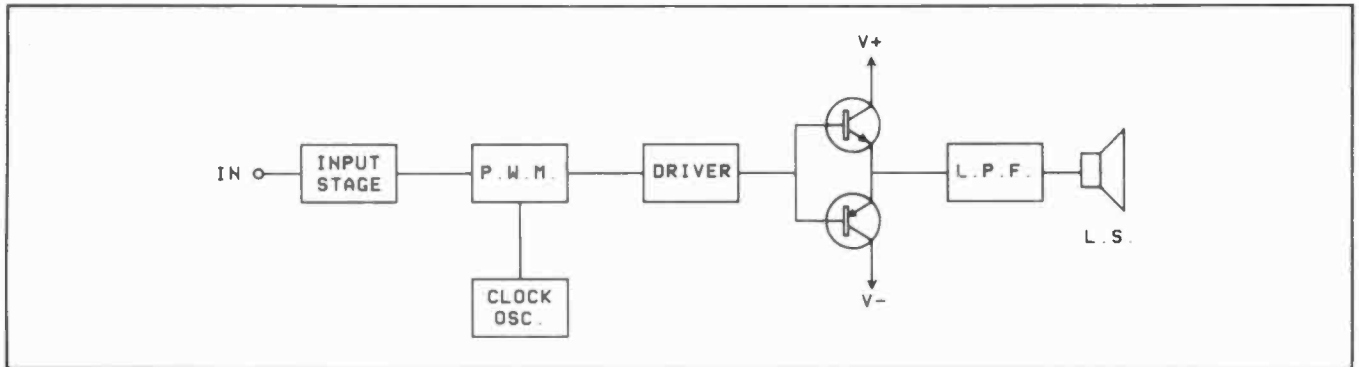 V+
IN
INPUT
STAGE
P.W.M.
DRIVER
L.P.F.
L.S.
CLOCK
OSC.
V-